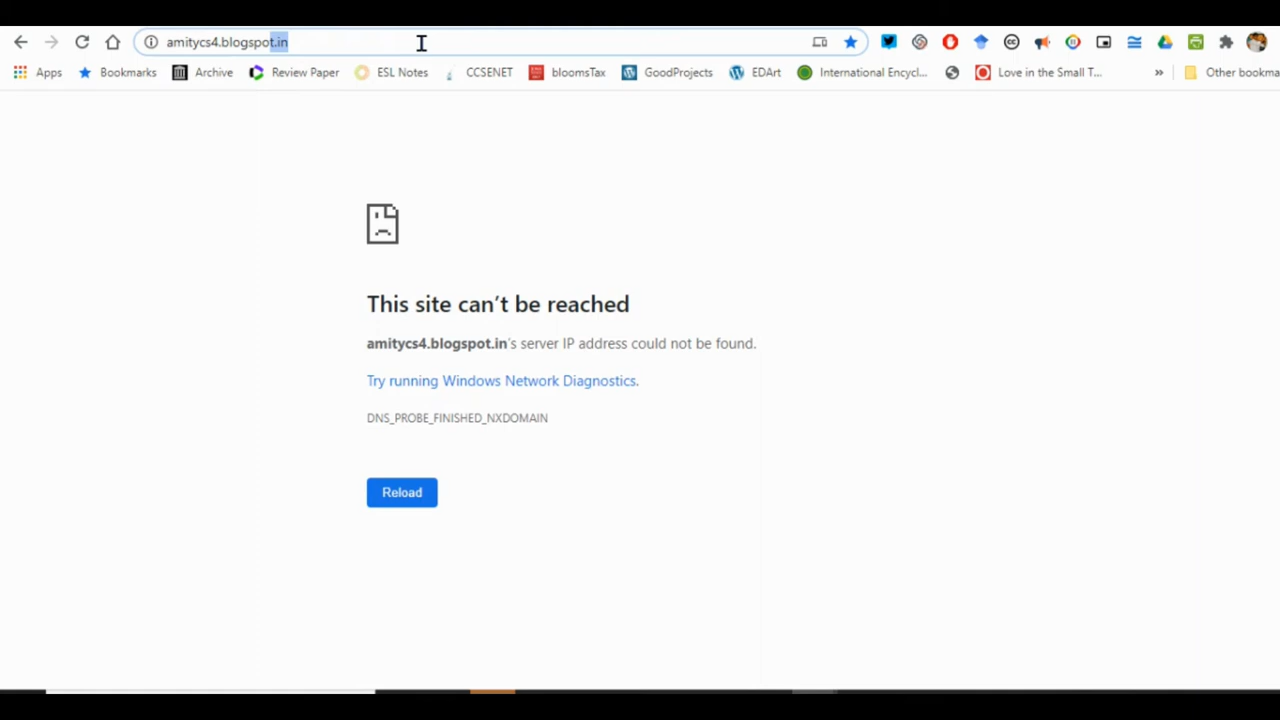 amitycs4.blogspot.in
Apps Bookmarks Archive Review Paper ESL Notes CCSENET bloomsTax GoodProjects EDArt International Encycl... Love in the Small T... » Other bookma
This site can't be reached
amitycs4.blogspot.in's server IP address could not be found.
Try running Windows Network Diagnostics.
DNS_PROBE_FINISHED_NXDOMAIN
Reload